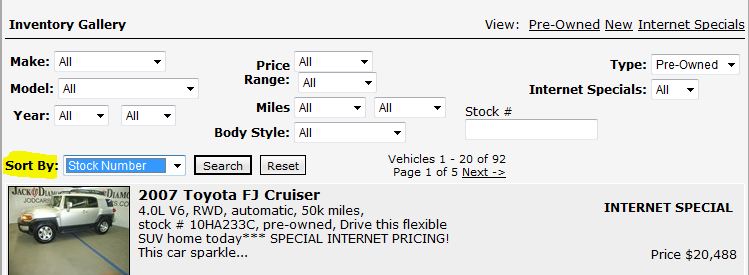 Inventory Gallery View: Pre-Owned New Internet Specials
Make: All Price Range: All All Type: Pre-Owned
Model: All Internet Specials: All
Year: All All Miles All All Stock #
Body Style: All
Sort By: Stock Number Search Reset Vehicles 1 - 20 of 92
Page 1 of 5 Next ->
2007 Toyota FJ Cruiser
4.0L V6, RWD, automatic, 50k miles,
stock # 10HA233C, pre-owned, Drive this flexible
SUV home today*** SPECIAL INTERNET PRICING!
This car sparkle...
INTERNET SPECIAL
Price $20,488